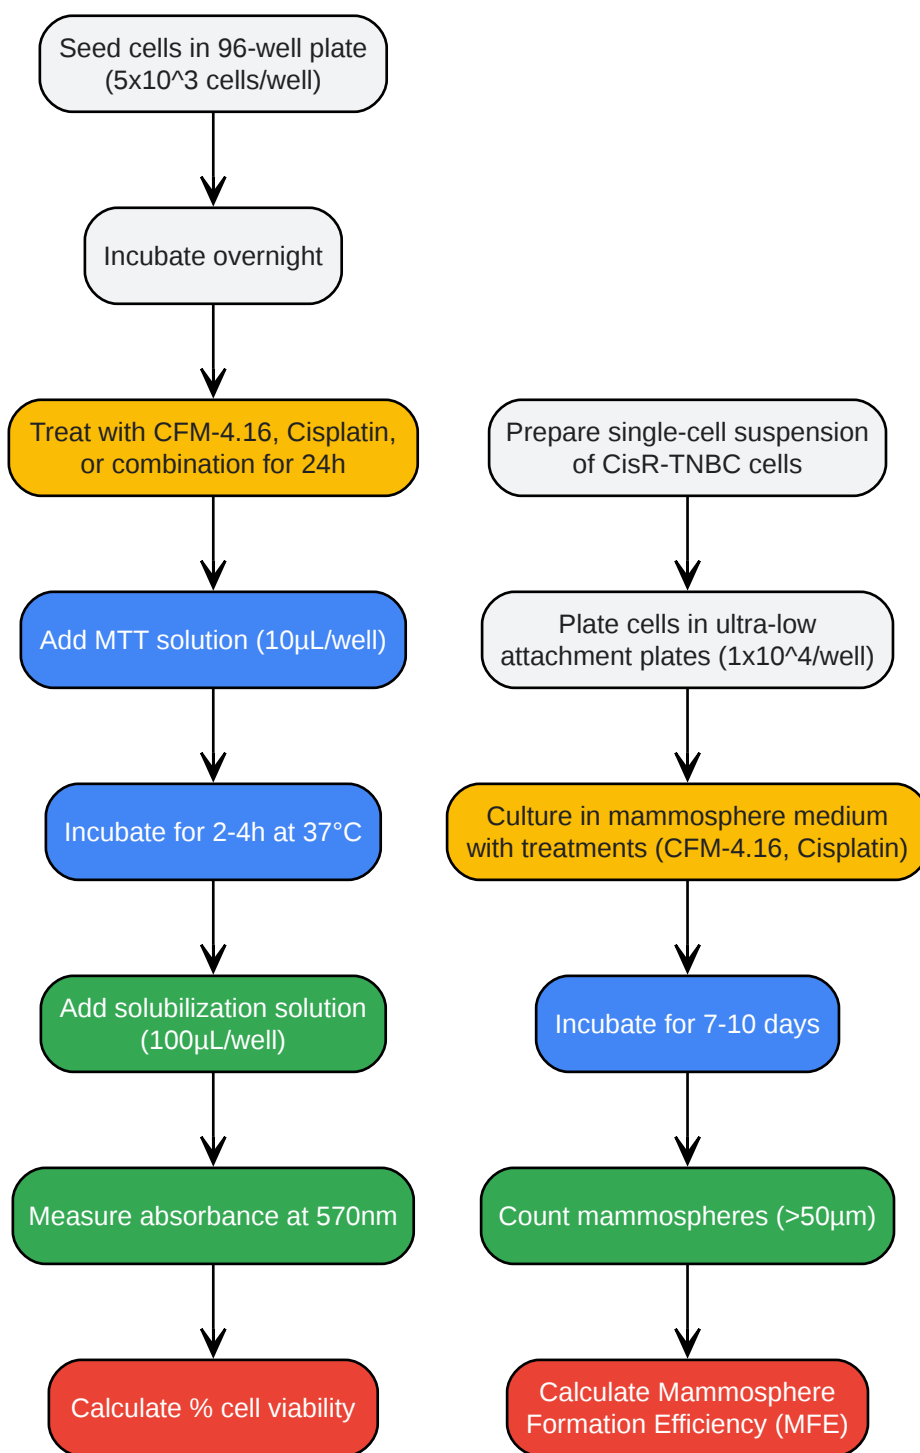 Seed cells in 96-well plate
(5x10^3 cells/well)
Incubate overnight
Treat with CFM-4.16, Cisplatin,
or combination for 24h
Add MTT solution (10µL/well)
Incubate for 2-4h at 37°C
Add solubilization solution
(100µL/well)
Measure absorbance at 570nm
Calculate % cell viability
Prepare single-cell suspension
of CisR-TNBC cells
Plate cells in ultra-low
attachment plates (1x10^4/well)
Culture in mammosphere medium
with treatments (CFM-4.16, Cisplatin)
Incubate for 7-10 days
Count mammospheres (>50µm)
Calculate Mammosphere
Formation Efficiency (MFE)